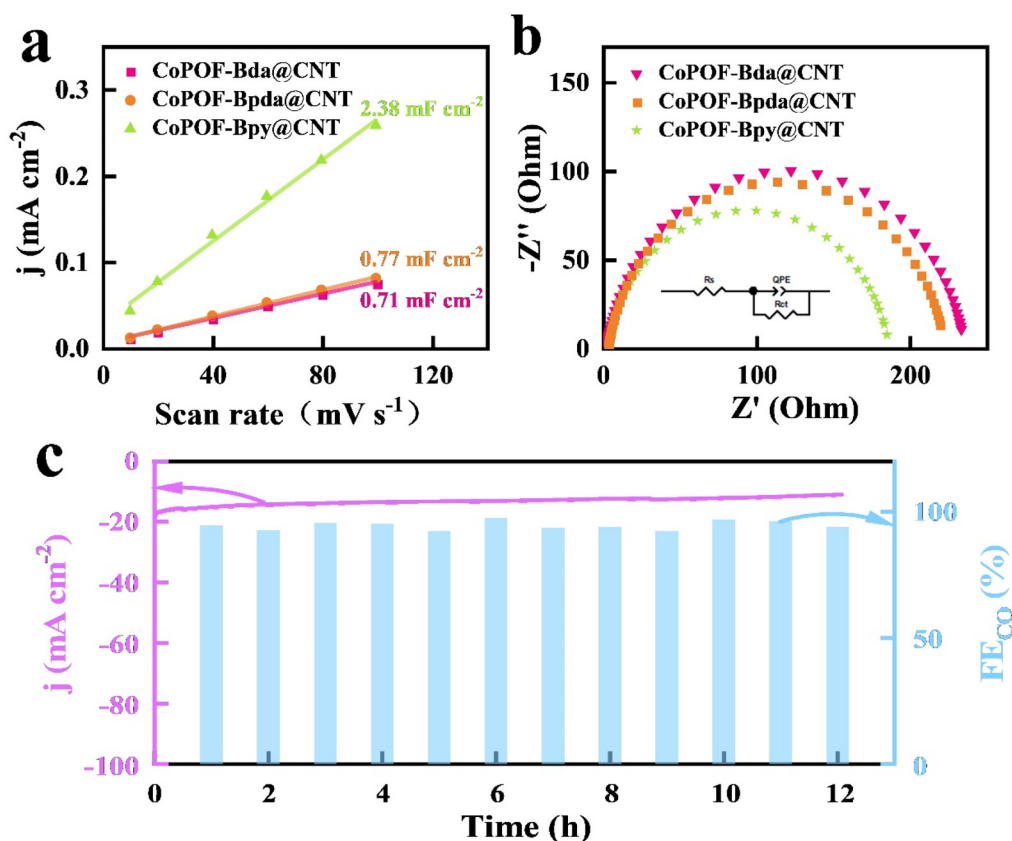 a
CoPOF-Bda@CNT
CoPOF-Bpda@CNT
CoPOF-Bpy@CNT
2.38 mF cm⁻²
0.77 mF cm⁻²
0.71 mF cm⁻²
0.3
0.2
0.1
0.0
j (mA cm⁻²)
0
40
80
120
Scan rate（mV s⁻¹）
b
CoPOF-Bda@CNT
CoPOF-Bpda@CNT
CoPOF-Bpy@CNT
-150
-100
-50
0
-Z'' (Ohm)
Rs
QPE
Rct
0
100
200
Z' (Ohm)
c
0
-20
-40
-60
-80
-100
j (mA cm⁻²)
100
50
0
FE_CO (%)
0
2
4
6
8
10
12
Time (h)